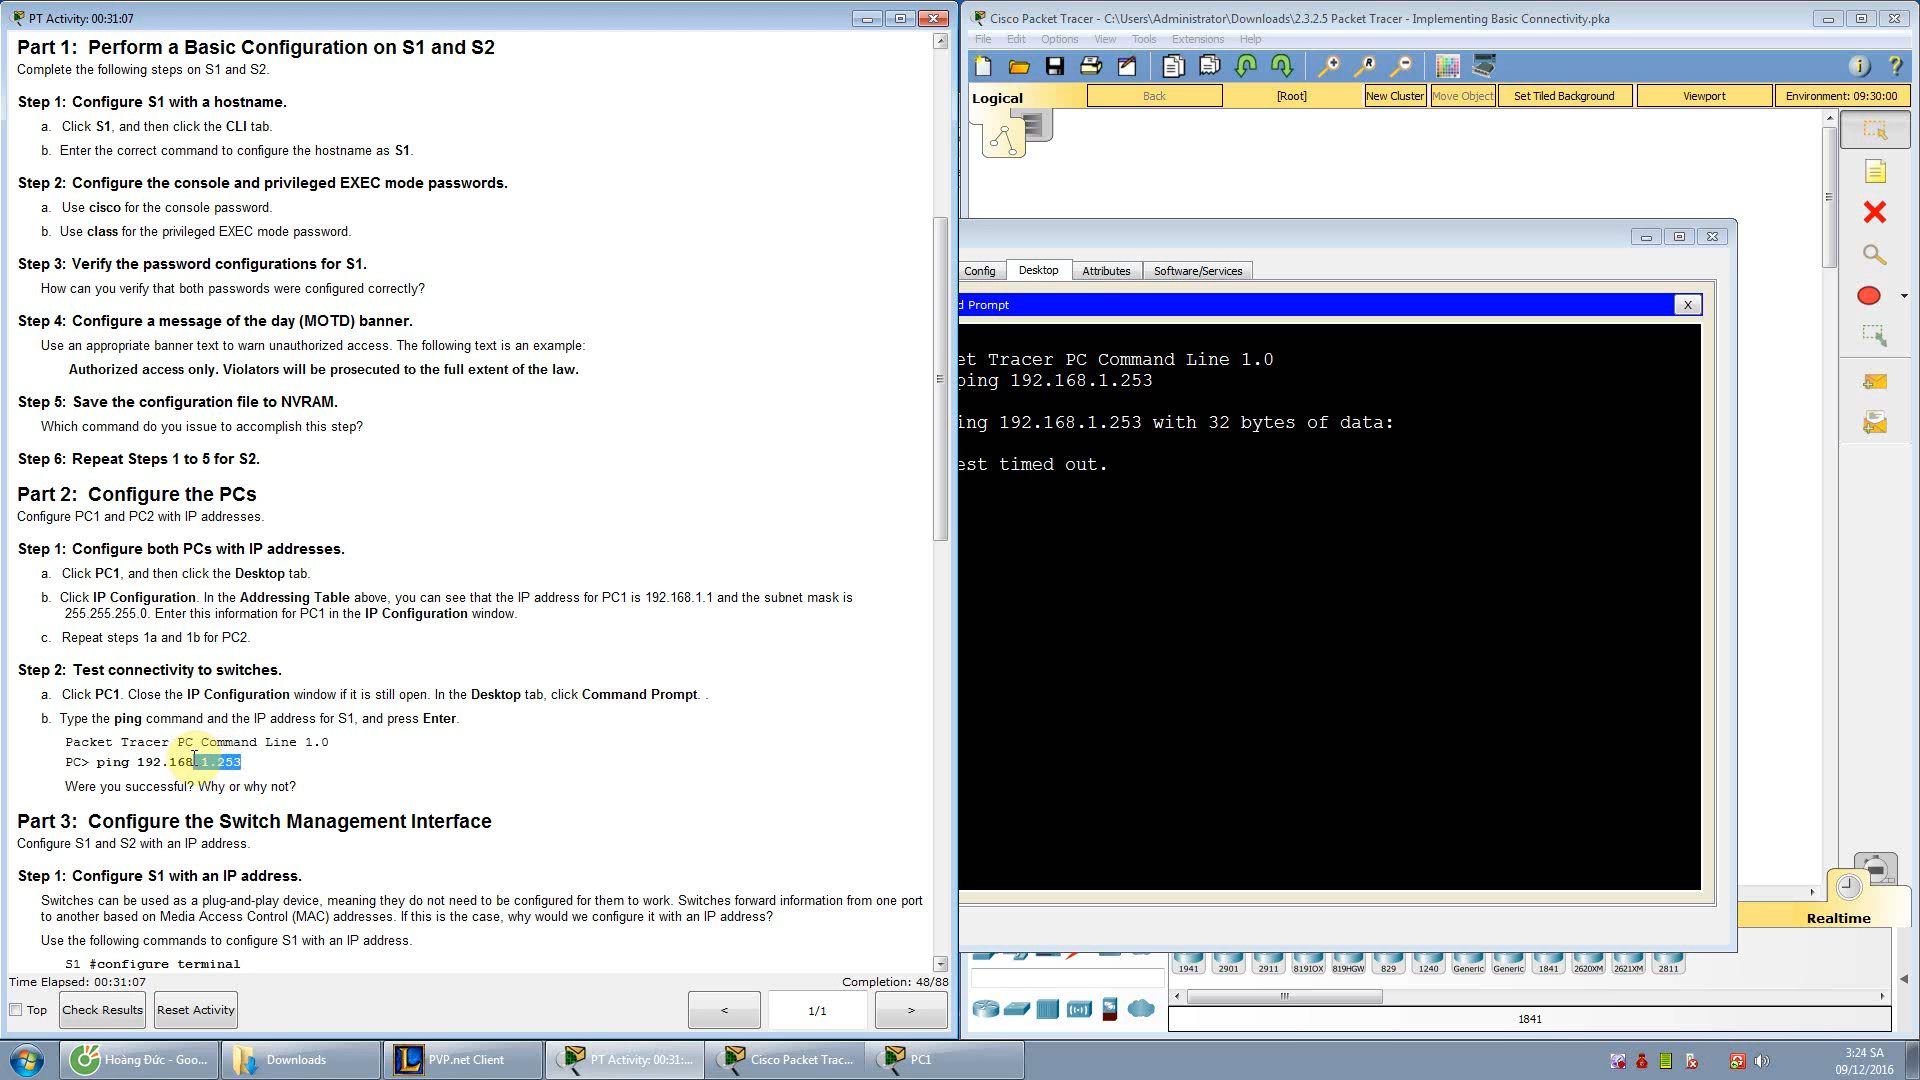 PT Activity: 00:31:07
Part 1: Perform a Basic Configuration on S1 and S2
Complete the following steps on S1 and S2.
Step 1: Configure S1 with a hostname.
a. Click S1, and then click the CLI tab.
b. Enter the correct command to configure the hostname as S1.
Step 2: Configure the console and privileged EXEC mode passwords.
a. Use cisco for the console password.
b. Use class for the privileged EXEC mode password.
Step 3: Verify the password configurations for S1.
How can you verify that both passwords were configured correctly?
Step 4: Configure a message of the day (MOTD) banner.
Use an appropriate banner text to warn unauthorized access. The following text is an example:
Authorized access only. Violators will be prosecuted to the full extent of the law.
Step 5: Save the configuration file to NVRAM.
Which command do you issue to accomplish this step?
Step 6: Repeat Steps 1 to 5 for S2.
Part 2: Configure the PCs
Configure PC1 and PC2 with IP addresses.
Step 1: Configure both PCs with IP addresses.
a. Click PC1, and then click the Desktop tab.
b. Click IP Configuration. In the Addressing Table above, you can see that the IP address for PC1 is 192.168.1.1 and the subnet mask is
255.255.255.0. Enter this information for PC1 in the IP Configuration window.
c. Repeat steps 1a and 1b for PC2.
Step 2: Test connectivity to switches.
a. Click PC1. Close the IP Configuration window if it is still open. In the Desktop tab, click Command Prompt. .
b. Type the ping command and the IP address for S1, and press Enter.
Packet Tracer PC Command Line 1.0
PC> ping 192.168.1.253
Were you successful? Why or why not?
Part 3: Configure the Switch Management Interface
Configure S1 and S2 with an IP address.
Step 1: Configure S1 with an IP address.
Switches can be used as a plug-and-play device, meaning they do not need to be configured for them to work. Switches forward information from one port
to another based on Media Access Control (MAC) addresses. If this is the case, why would we configure it with an IP address?
Use the following commands to configure S1 with an IP address.
S1 #configure terminal
Time Elapsed: 00:31:07 Completion: 48/88
Top Check Results Reset Activity < 1/1 >
Cisco Packet Tracer - C:\Users\Administrator\Downloads\2.3.2.5 Packet Tracer - Implementing Basic Connectivity.pka
File Edit Options View Tools Extensions Help
Logical Back [Root] New Cluster Move Object Set Tiled Background Viewport Environment: 09:30:00
Config Desktop Attributes Software/Services
d Prompt X
et Tracer PC Command Line 1.0
ping 192.168.1.253
ing 192.168.1.253 with 32 bytes of data:
est timed out.
Realtime
1941 2901 2911 819IOX 819HGW 829 1240 Generic Generic 1841 2620XM 2621XM 2811
1841
Hoàng Đức - Goo... Downloads PVP.net Client PT Activity: 00:31:... Cisco Packet Trac... PC1
3:24 SA
09/12/2016